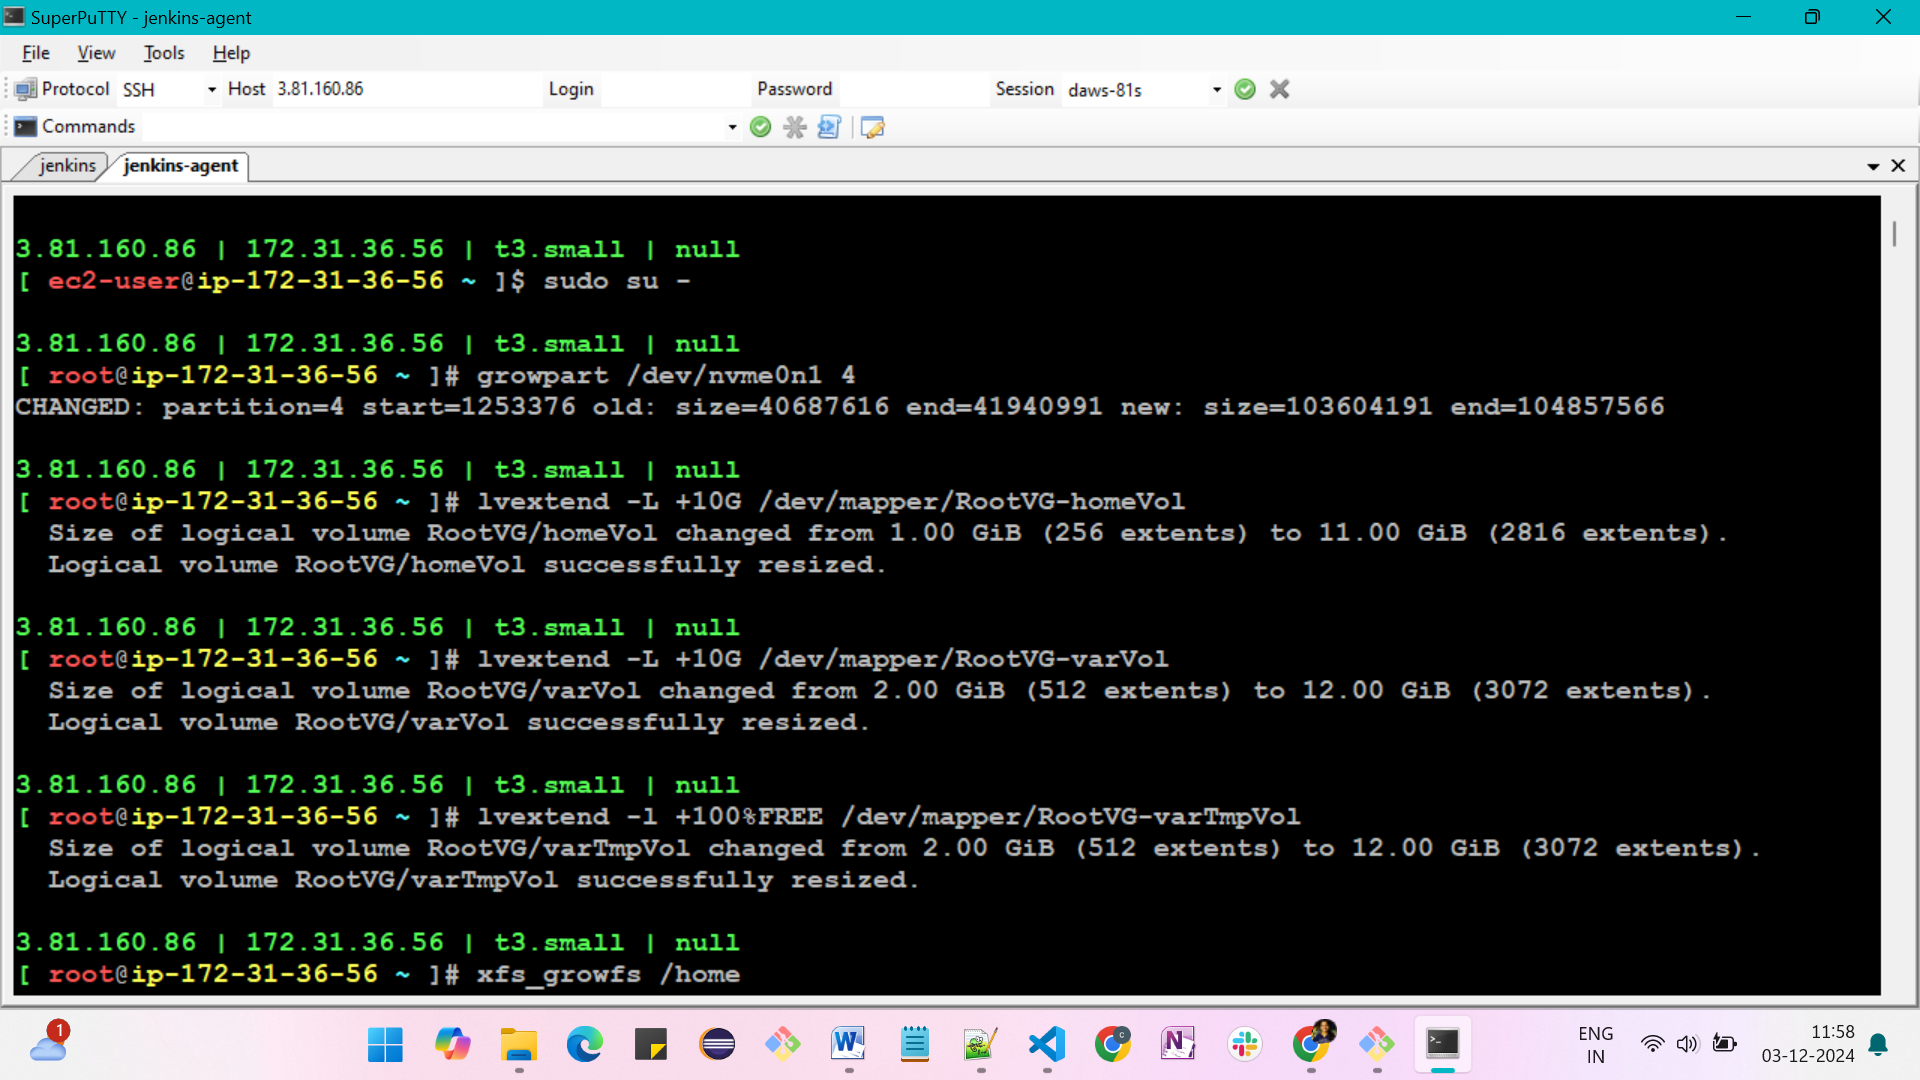 SuperPuTTY - jenkins-agent
File View Tools Help
Protocol SSH Host 3.81.160.86 Login Password Session daws-81s
Commands
jenkins jenkins-agent
3.81.160.86 | 172.31.36.56 | t3.small | null
[ ec2-user@ip-172-31-36-56 ~ ]$ sudo su -
3.81.160.86 | 172.31.36.56 | t3.small | null
[ root@ip-172-31-36-56 ~ ]# growpart /dev/nvme0n1 4
CHANGED: partition=4 start=1253376 old: size=40687616 end=41940991 new: size=103604191 end=104857566
3.81.160.86 | 172.31.36.56 | t3.small | null
[ root@ip-172-31-36-56 ~ ]# lvextend -L +10G /dev/mapper/RootVG-homeVol
Size of logical volume RootVG/homeVol changed from 1.00 GiB (256 extents) to 11.00 GiB (2816 extents).
Logical volume RootVG/homeVol successfully resized.
3.81.160.86 | 172.31.36.56 | t3.small | null
[ root@ip-172-31-36-56 ~ ]# lvextend -L +10G /dev/mapper/RootVG-varVol
Size of logical volume RootVG/varVol changed from 2.00 GiB (512 extents) to 12.00 GiB (3072 extents).
Logical volume RootVG/varVol successfully resized.
3.81.160.86 | 172.31.36.56 | t3.small | null
[ root@ip-172-31-36-56 ~ ]# lvextend -l +100%FREE /dev/mapper/RootVG-varTmpVol
Size of logical volume RootVG/varTmpVol changed from 2.00 GiB (512 extents) to 12.00 GiB (3072 extents).
Logical volume RootVG/varTmpVol successfully resized.
3.81.160.86 | 172.31.36.56 | t3.small | null
[ root@ip-172-31-36-56 ~ ]# xfs_growfs /home
1
ENG
IN
11:58
03-12-2024